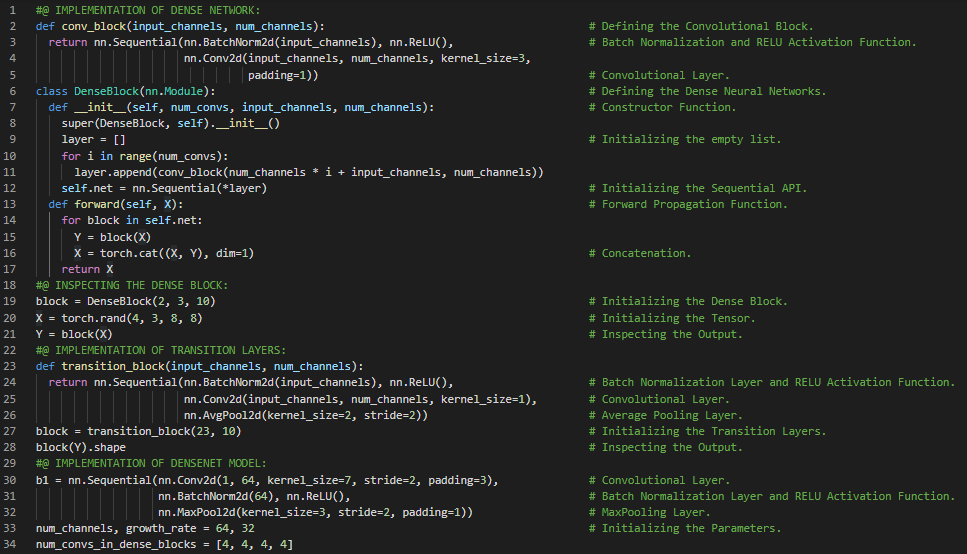 1 #@ IMPLEMENTATION OF DENSE NETWORK:
2 def conv_block(input_channels, num_channels): # Defining the Convolutional Block.
3 return nn.Sequential(nn.BatchNorm2d(input_channels), nn.ReLU(), # Batch Normalization and RELU Activation Function.
4 nn.Conv2d(input_channels, num_channels, kernel_size=3,
5 padding=1)) # Convolutional Layer.
6 class DenseBlock(nn.Module): # Defining the Dense Neural Networks.
7 def __init__(self, num_convs, input_channels, num_channels): # Constructor Function.
8 super(DenseBlock, self).__init__()
9 layer = [] # Initializing the empty list.
10 for i in range(num_convs):
11 layer.append(conv_block(num_channels * i + input_channels, num_channels))
12 self.net = nn.Sequential(*layer) # Initializing the Sequential API.
13 def forward(self, X): # Forward Propagation Function.
14 for block in self.net:
15 Y = block(X)
16 X = torch.cat((X, Y), dim=1) # Concatenation.
17 return X
18 #@ INSPECTING THE DENSE BLOCK:
19 block = DenseBlock(2, 3, 10) # Initializing the Dense Block.
20 X = torch.rand(4, 3, 8, 8) # Initializing the Tensor.
21 Y = block(X) # Inspecting the Output.
22 #@ IMPLEMENTATION OF TRANSITION LAYERS:
23 def transition_block(input_channels, num_channels):
24 return nn.Sequential(nn.BatchNorm2d(input_channels), nn.ReLU(), # Batch Normalization Layer and RELU Activation Function.
25 nn.Conv2d(input_channels, num_channels, kernel_size=1), # Convolutional Layer.
26 nn.AvgPool2d(kernel_size=2, stride=2)) # Average Pooling Layer.
27 block = transition_block(23, 10) # Initializing the Transition Layers.
28 block(Y).shape # Inspecting the Output.
29 #@ IMPLEMENTATION OF DENSENET MODEL:
30 b1 = nn.Sequential(nn.Conv2d(1, 64, kernel_size=7, stride=2, padding=3), # Convolutional Layer.
31 nn.BatchNorm2d(64), nn.ReLU(), # Batch Normalization Layer and RELU Activation Function.
32 nn.MaxPool2d(kernel_size=3, stride=2, padding=1)) # MaxPooling Layer.
33 num_channels, growth_rate = 64, 32 # Initializing the Parameters.
34 num_convs_in_dense_blocks = [4, 4, 4, 4]